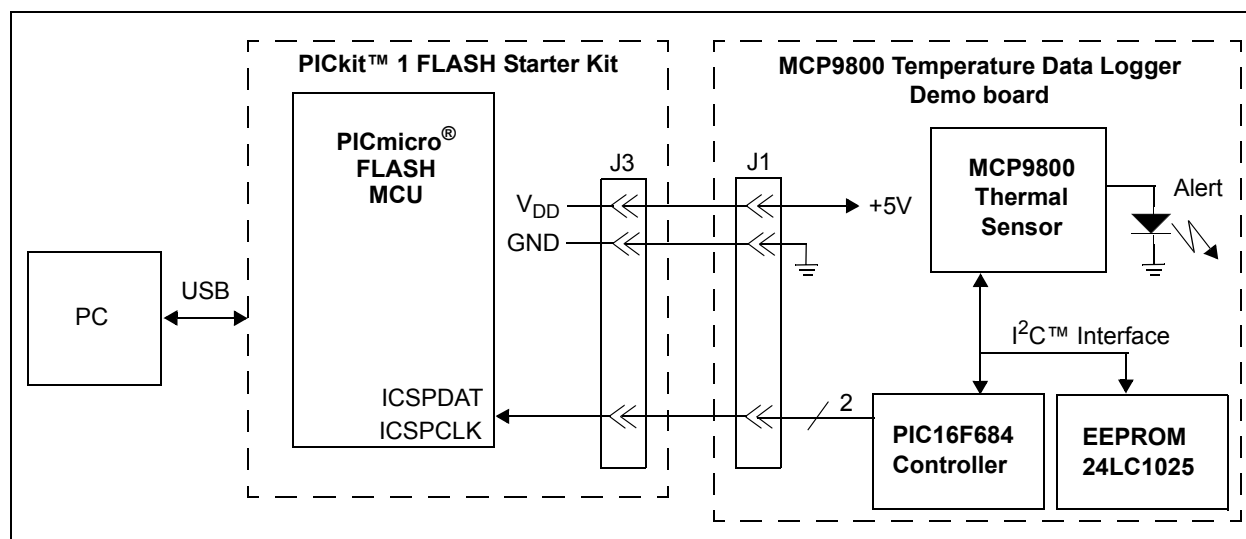 PICkit™ 1 FLASH Starter Kit
PICmicro®
FLASH
MCU
J3
V_DD
GND
ICSPDAT
ICSPCLK
PC
USB
MCP9800 Temperature Data Logger
Demo board
J1
+5V
MCP9800
Thermal
Sensor
Alert
I²C™ Interface
2
PIC16F684
Controller
EEPROM
24LC1025